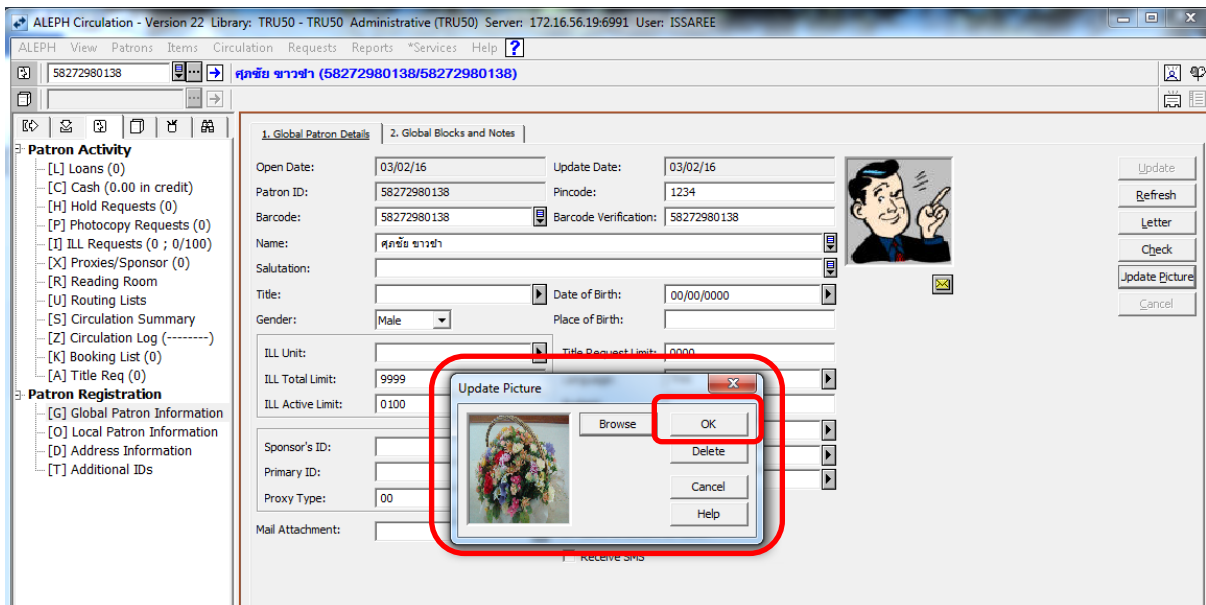 ALEPH Circulation - Version 22 Library: TRU50 - TRU50 Administrative (TRU50) Server: 172.16.56.19:6991 User: ISSAREE
ALEPH View Patrons Items Circulation Requests Reports *Services Help ?
58272980138 ศุภชัย ขาวขำ (58272980138/58272980138)
1. Global Patron Details 2. Global Blocks and Notes
Patron Activity
[L] Loans (0)
[C] Cash (0.00 in credit)
[H] Hold Requests (0)
[P] Photocopy Requests (0)
[I] ILL Requests (0 ; 0/100)
[X] Proxies/Sponsor (0)
[R] Reading Room
[U] Routing Lists
[S] Circulation Summary
[Z] Circulation Log (--------)
[K] Booking List (0)
[A] Title Req (0)
Patron Registration
[G] Global Patron Information
[O] Local Patron Information
[D] Address Information
[T] Additional IDs
Open Date: 03/02/16 Update Date: 03/02/16
Patron ID: 58272980138 Pincode: 1234
Barcode: 58272980138 Barcode Verification: 58272980138
Name: ศุภชัย ขาวขำ
Salutation:
Title: Date of Birth: 00/00/0000
Gender: Male Place of Birth:
ILL Unit: Title Request Limit: 0000
ILL Total Limit: 9999
ILL Active Limit: 0100
Sponsor's ID:
Primary ID:
Proxy Type: 00
Mail Attachment:
Receive SMS
Update Picture
Browse OK
Delete
Cancel
Help
Update
Refresh
Letter
Check
Update Picture
Cancel